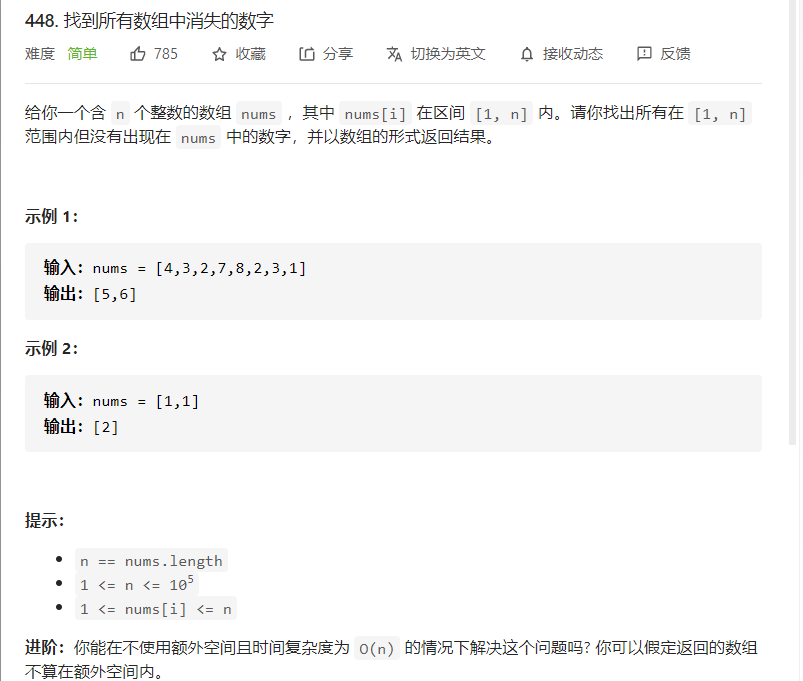 448. 找到所有数组中消失的数字
难度 简单 785 收藏 分享 切换为英文 接收动态 反馈
给你一个含 n 个整数的数组 nums ，其中 nums[i] 在区间 [1, n] 内。请你找出所有在 [1, n]
范围内但没有出现在 nums 中的数字，并以数组的形式返回结果。
示例 1：
输入：nums = [4,3,2,7,8,2,3,1]
输出：[5,6]
示例 2：
输入：nums = [1,1]
输出：[2]
提示：
n == nums.length
1 <= n <= 10⁵
1 <= nums[i] <= n
进阶：你能在不使用额外空间且时间复杂度为 O(n) 的情况下解决这个问题吗? 你可以假定返回的数组
不算在额外空间内。